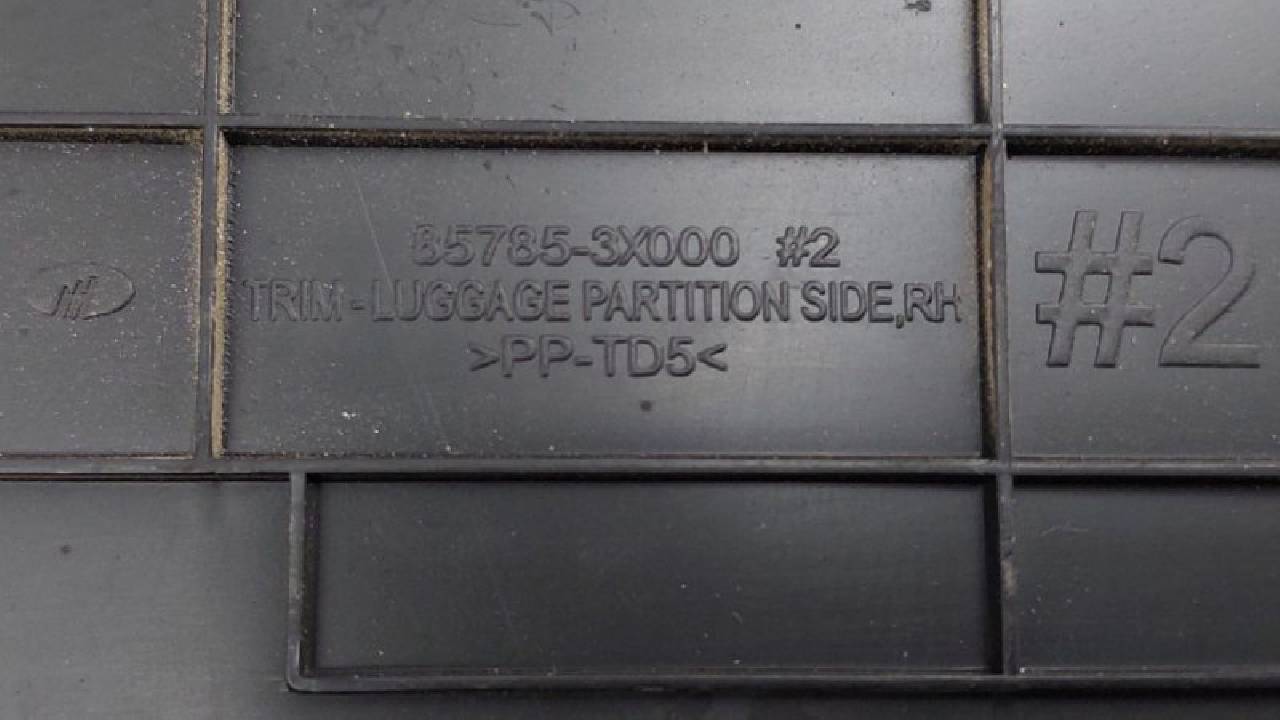 85785-3X000 #2
TRIM-LUGGAGE PARTITION SIDE,RH
>PP-TD5<
#2